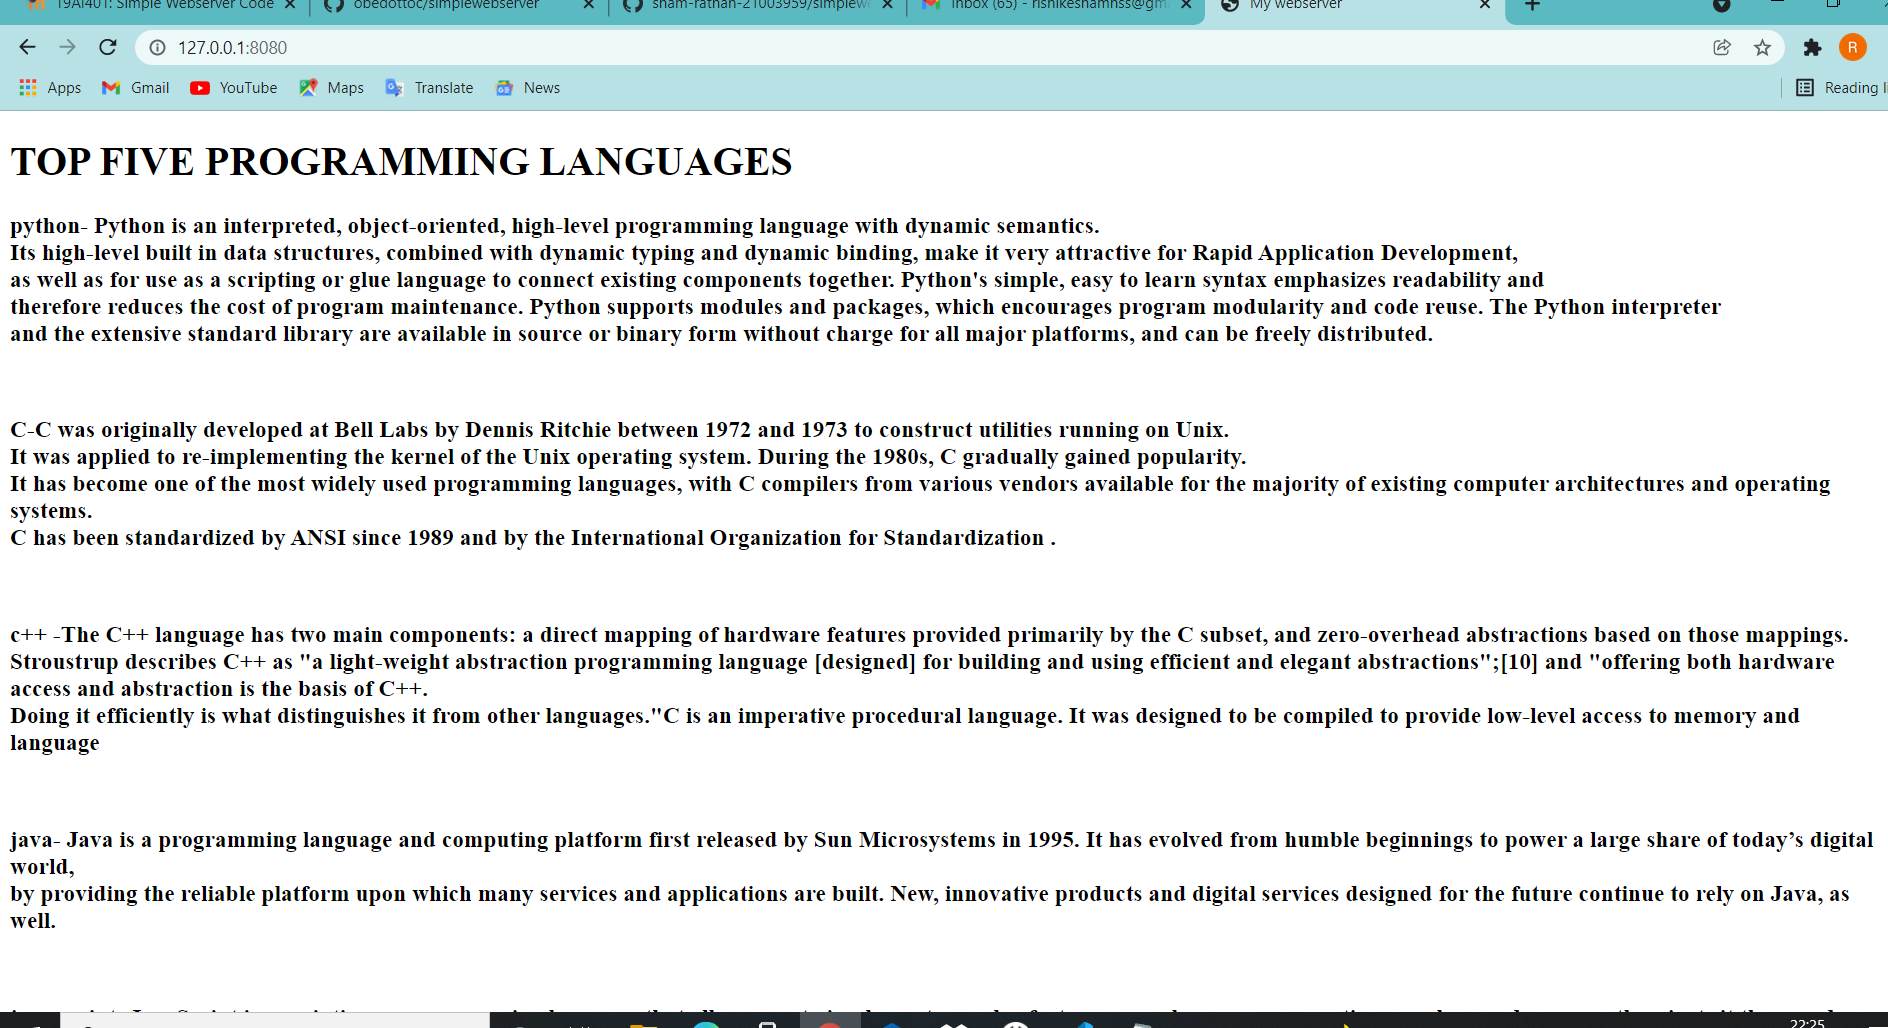 19AI401: Simple Webserver Code
obedottoc/simplewebserver
sham-rathan-21003959/simplew
Inbox (65) - rishikeshamnss@gm
My webserver
127.0.0.1:8080
R
Apps
Gmail
YouTube
Maps
Translate
News
Reading li
TOP FIVE PROGRAMMING LANGUAGES
python- Python is an interpreted, object-oriented, high-level programming language with dynamic semantics.
Its high-level built in data structures, combined with dynamic typing and dynamic binding, make it very attractive for Rapid Application Development,
as well as for use as a scripting or glue language to connect existing components together. Python's simple, easy to learn syntax emphasizes readability and
therefore reduces the cost of program maintenance. Python supports modules and packages, which encourages program modularity and code reuse. The Python interpreter
and the extensive standard library are available in source or binary form without charge for all major platforms, and can be freely distributed.
C-C was originally developed at Bell Labs by Dennis Ritchie between 1972 and 1973 to construct utilities running on Unix.
It was applied to re-implementing the kernel of the Unix operating system. During the 1980s, C gradually gained popularity.
It has become one of the most widely used programming languages, with C compilers from various vendors available for the majority of existing computer architectures and operating
systems.
C has been standardized by ANSI since 1989 and by the International Organization for Standardization .
c++ -The C++ language has two main components: a direct mapping of hardware features provided primarily by the C subset, and zero-overhead abstractions based on those mappings.
Stroustrup describes C++ as "a light-weight abstraction programming language [designed] for building and using efficient and elegant abstractions";[10] and "offering both hardware
access and abstraction is the basis of C++.
Doing it efficiently is what distinguishes it from other languages."C is an imperative procedural language. It was designed to be compiled to provide low-level access to memory and
language
java- Java is a programming language and computing platform first released by Sun Microsystems in 1995. It has evolved from humble beginnings to power a large share of today’s digital
world,
by providing the reliable platform upon which many services and applications are built. New, innovative products and digital services designed for the future continue to rely on Java, as
well.
22:25